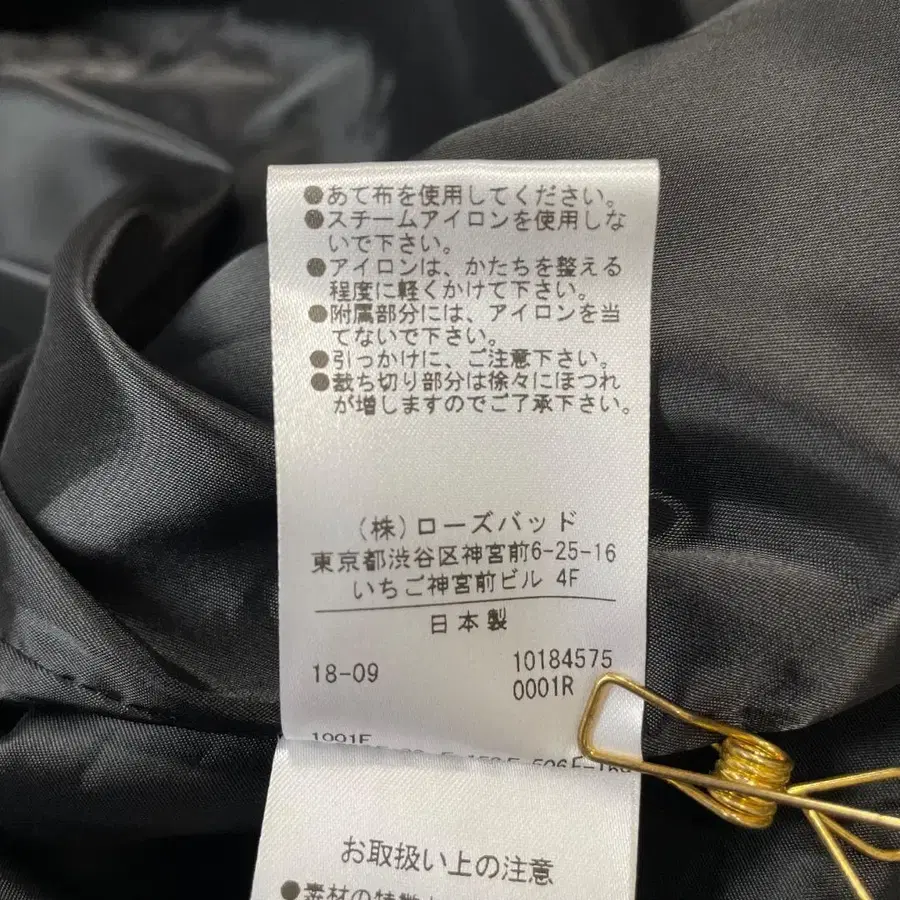 ●あて布を使用してください。
●スチームアイロンを使用しな
いで下さい。
●アイロンは、かたちを整える
程度に軽くかけて下さい。
●附属部分には、アイロンを当
てないで下さい。
●引っかけに、ご注意下さい。
●裁ち切り部分は徐々にほつれ
が増しますのでご了承下さい。
(株)ローズバッド
東京都渋谷区神宮前6-25-16
いちご神宮前ビル 4F
日本製
18-09 10184575
0001R
お取扱い上の注意
●素材の特徴